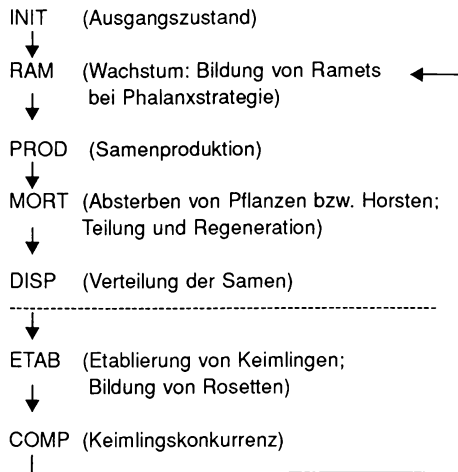 INIT (Ausgangszustand)
RAM (Wachstum: Bildung von Ramets
bei Phalanxstrategie)
PROD (Samenproduktion)
MORT (Absterben von Pflanzen bzw. Horsten;
Teilung und Regeneration)
DISP (Verteilung der Samen)
ETAB (Etablierung von Keimlingen;
Bildung von Rosetten)
COMP (Keimlingskonkurrenz)